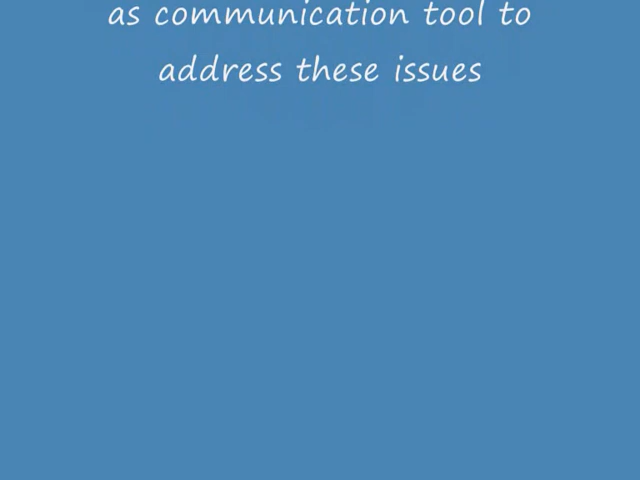 as communication tool to
address these issues